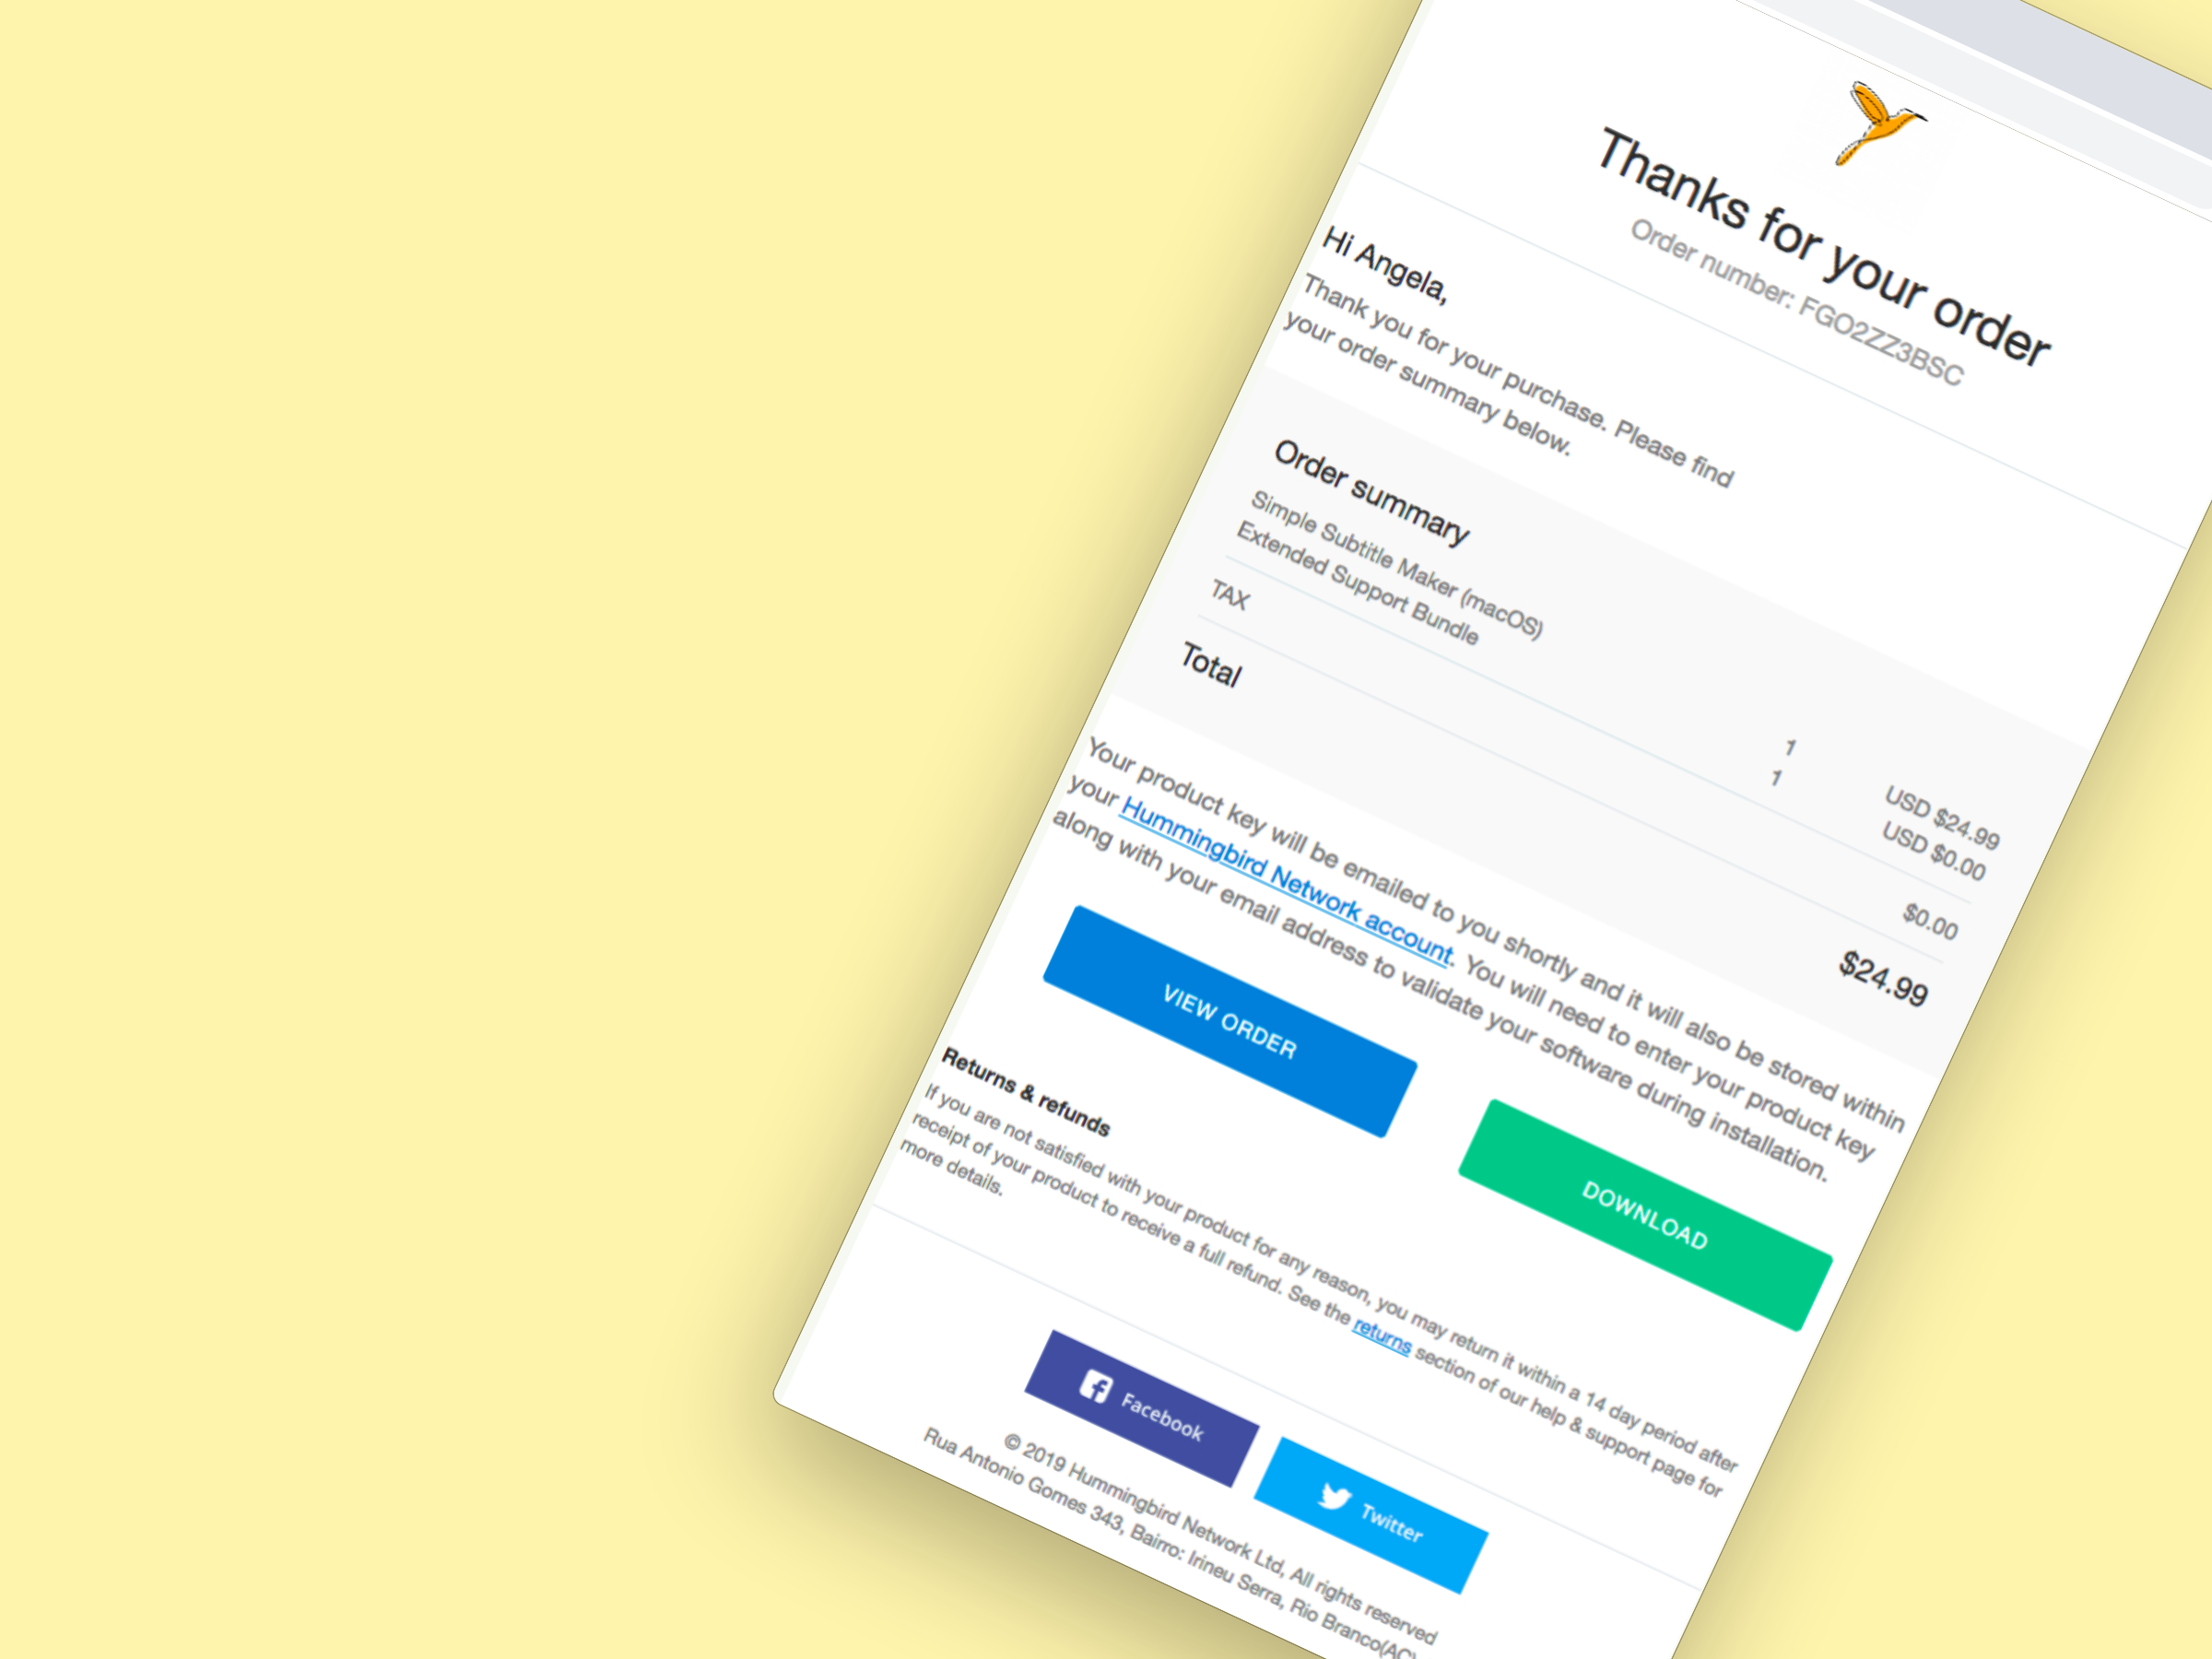 Thanks for your order
Order number: FGO2ZZ3BSC
Hi Angela,
Thank you for your purchase. Please find
your order summary below.
Order summary
Simple Subtitle Maker (macOS) 1 USD $24.99
Extended Support Bundle 1 USD $0.00
TAX $0.00
Total $24.99
Your product key will be emailed to you shortly and it will also be stored within
your Hummingbird Network account. You will need to enter your product key
along with your email address to validate your software during installation.
VIEW ORDER
DOWNLOAD
Returns & refunds
If you are not satisfied with your product for any reason, you may return it within a 14 day period after
receipt of your product to receive a full refund. See the returns section of our help & support page for
more details.
Facebook
Twitter
© 2019 Hummingbird Network Ltd, All rights reserved
Rua Antonio Gomes 343, Bairro: Irineu Serra, Rio Branco(AC)